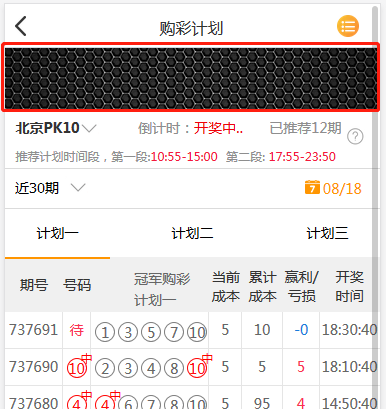 购彩计划
北京PK10 倒计时：开奖中.. 已推荐12期 ?
推荐计划时间段，第一段:10:55-15:00 第二段: 17:55-23:50
近30期 7 08/18
计划一 计划二 计划三
期号 号码 冠军购彩计划一 当前成本 累计成本 赢利/亏损 开奖时间
737691 待 1 3 5 7 10 5 10 -0 18:30:40
737690 10中 2 3 4 8 10中 5 5 5 18:10:40
737680 4中 4中 5 6 8 10 5 95 4 14:50:40